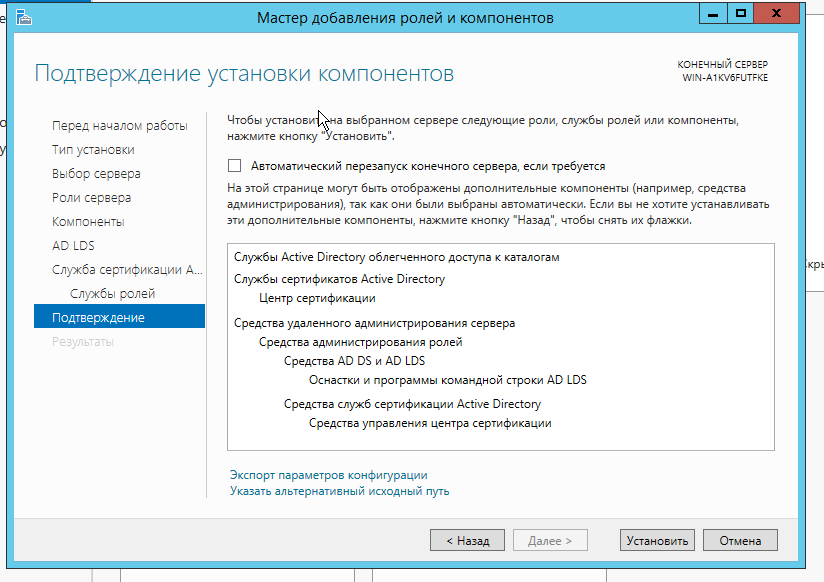 Мастер добавления ролей и компонентов
Подтверждение установки компонентов
КОНЕЧНЫЙ СЕРВЕР
WIN-A1KV6FUTFKE
Перед началом работы
Тип установки
Выбор сервера
Роли сервера
Компоненты
AD LDS
Служба сертификации A...
Службы ролей
Подтверждение
Результаты
Чтобы установить на выбранном сервере следующие роли, службы ролей или компоненты,
нажмите кнопку "Установить".
Автоматический перезапуск конечного сервера, если требуется
На этой странице могут быть отображены дополнительные компоненты (например, средства
администрирования), так как они были выбраны автоматически. Если вы не хотите устанавливать
эти дополнительные компоненты, нажмите кнопку "Назад", чтобы снять их флажки.
Службы Active Directory облегченного доступа к каталогам
Службы сертификатов Active Directory
Центр сертификации
Средства удаленного администрирования сервера
Средства администрирования ролей
Средства AD DS и AD LDS
Оснастки и программы командной строки AD LDS
Средства служб сертификации Active Directory
Средства управления центра сертификации
Экспорт параметров конфигурации
Указать альтернативный исходный путь
< Назад
Далее >
Установить
Отмена